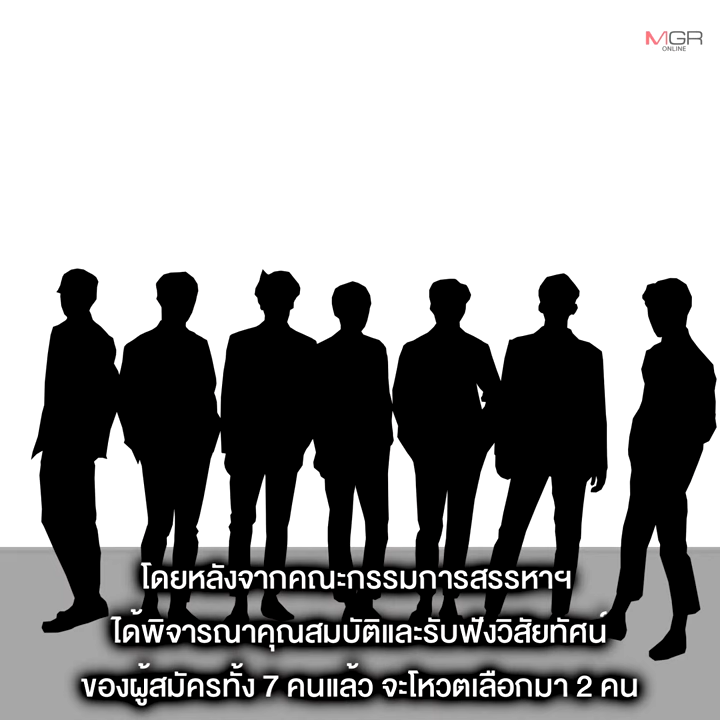 MGR
ONLINE
โดยหลังจากคณะกรรมการสรรหาฯ
ได้พิจารณาคุณสมบัติและรับฟังวิสัยทัศน์
ของผู้สมัครทั้ง 7 คนแล้ว จะโหวตเลือกมา 2 คน